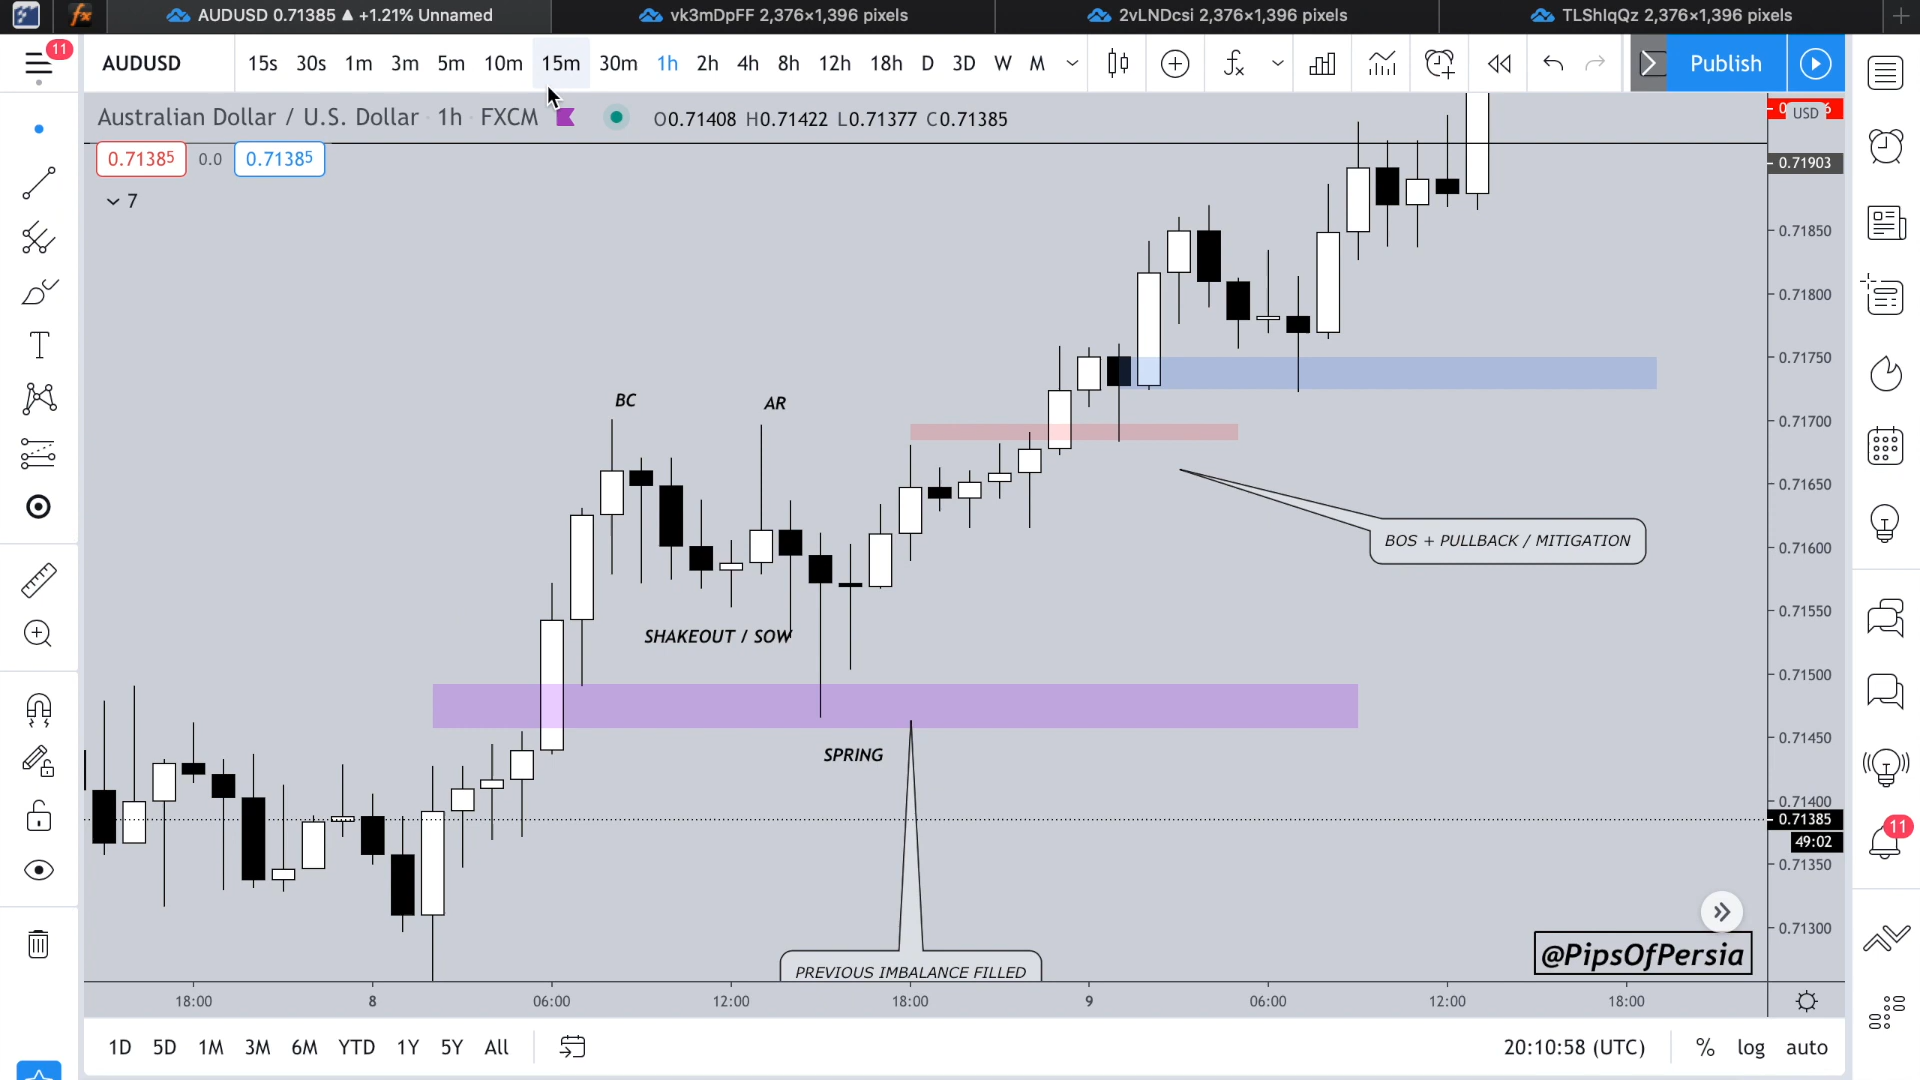 AUDUSD 0.71385 ▲ +1.21% Unnamed
vk3mDpFF 2,376×1,396 pixels
2vLNDcsi 2,376×1,396 pixels
TLShlqQz 2,376×1,396 pixels
11
AUDUSD
15s 30s 1m 3m 5m 10m 15m 30m 1h 2h 4h 8h 12h 18h D 3D W M
Publish
Australian Dollar / U.S. Dollar · 1h · FXCM
O0.71408 H0.71422 L0.71377 C0.71385
USD
0.71385 0.0 0.71385
7
0.71903
0.71850
0.71800
0.71750
0.71700
0.71650
0.71600
0.71550
0.71500
0.71450
0.71400
0.71385
49:02
0.71350
0.71300
BC
AR
BOS + PULLBACK / MITIGATION
SHAKEOUT / SOW
SPRING
PREVIOUS IMBALANCE FILLED
@PipsOfPersia
11
18:00 8 06:00 12:00 18:00 9 06:00 12:00 18:00
1D 5D 1M 3M 6M YTD 1Y 5Y All
20:10:58 (UTC) % log auto